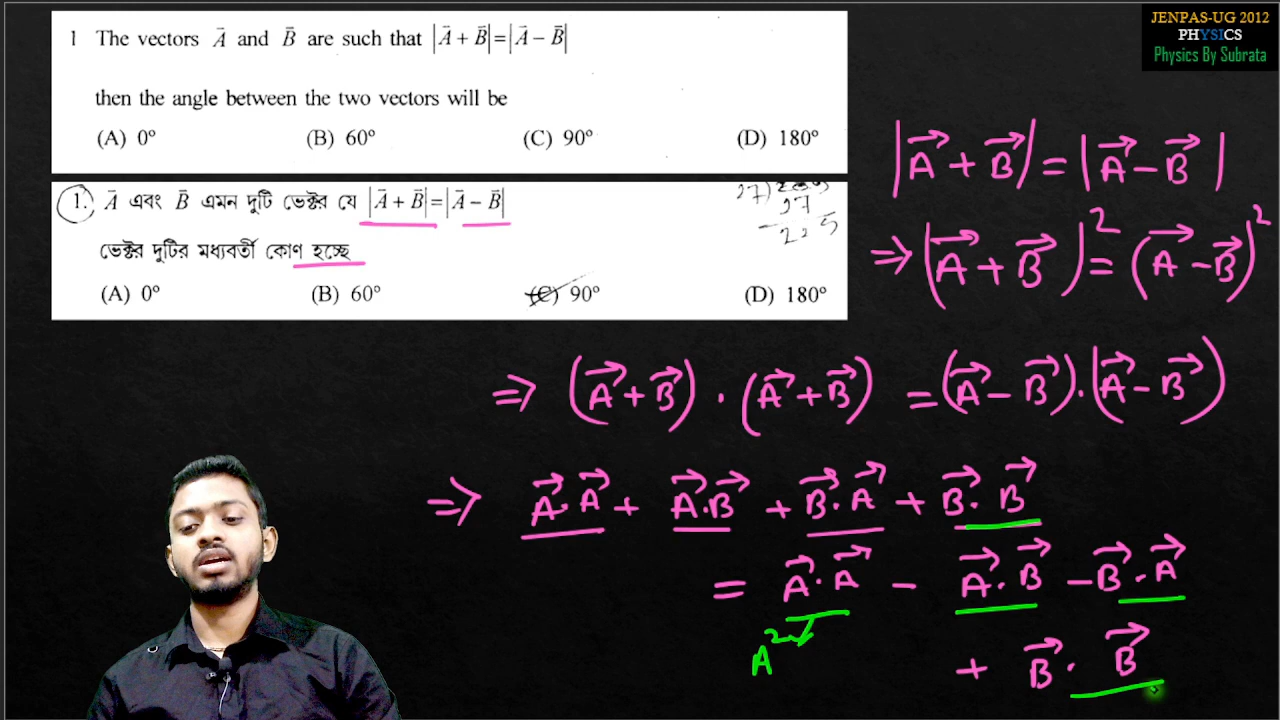 JENPAS-UG 2012
PHYSICS
Physics By Subrata
1 The vectors A⃗ and B⃗ are such that |A⃗ + B⃗| = |A⃗ − B⃗|
then the angle between the two vectors will be
(A) 0° (B) 60° (C) 90° (D) 180°
1. A⃗ এবং B⃗ এমন দুটি ভেক্টর যে |A⃗ + B⃗| = |A⃗ − B⃗|
ভেক্টর দুটির মধ্যবর্তী কোণ হচ্ছে
(A) 0° (B) 60° (C) 90° (D) 180°
|A⃗ + B⃗| = |A⃗ − B⃗|
⇒ |A⃗ + B⃗|² = (A⃗ − B⃗)²
⇒ (A⃗ + B⃗) · (A⃗ + B⃗) = (A⃗ − B⃗) · (A⃗ − B⃗)
⇒ A⃗·A⃗ + A⃗·B⃗ + B⃗·A⃗ + B⃗·B⃗
= A⃗·A⃗ − A⃗·B⃗ − B⃗·A⃗
A² + B⃗·B⃗